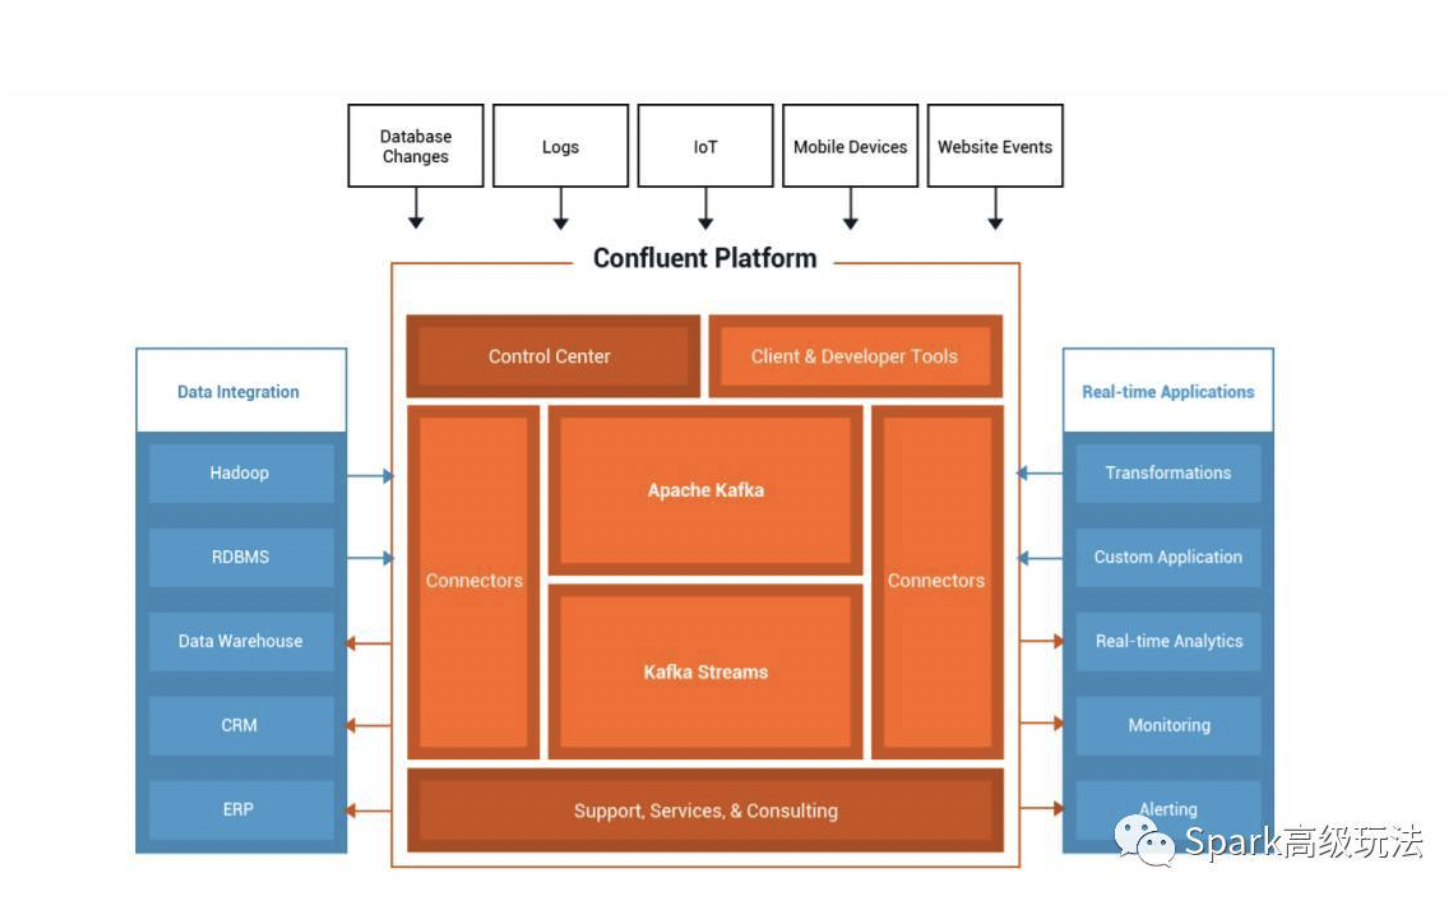 Database
Changes
Logs
IoT
Mobile Devices
Website Events
Confluent Platform
Control Center
Client & Developer Tools
Data Integration
Hadoop
RDBMS
Data Warehouse
CRM
ERP
Connectors
Apache Kafka
Kafka Streams
Connectors
Support, Services, & Consulting
Real-time Applications
Transformations
Custom Application
Real-time Analytics
Monitoring
Alerting
Spark高级玩法